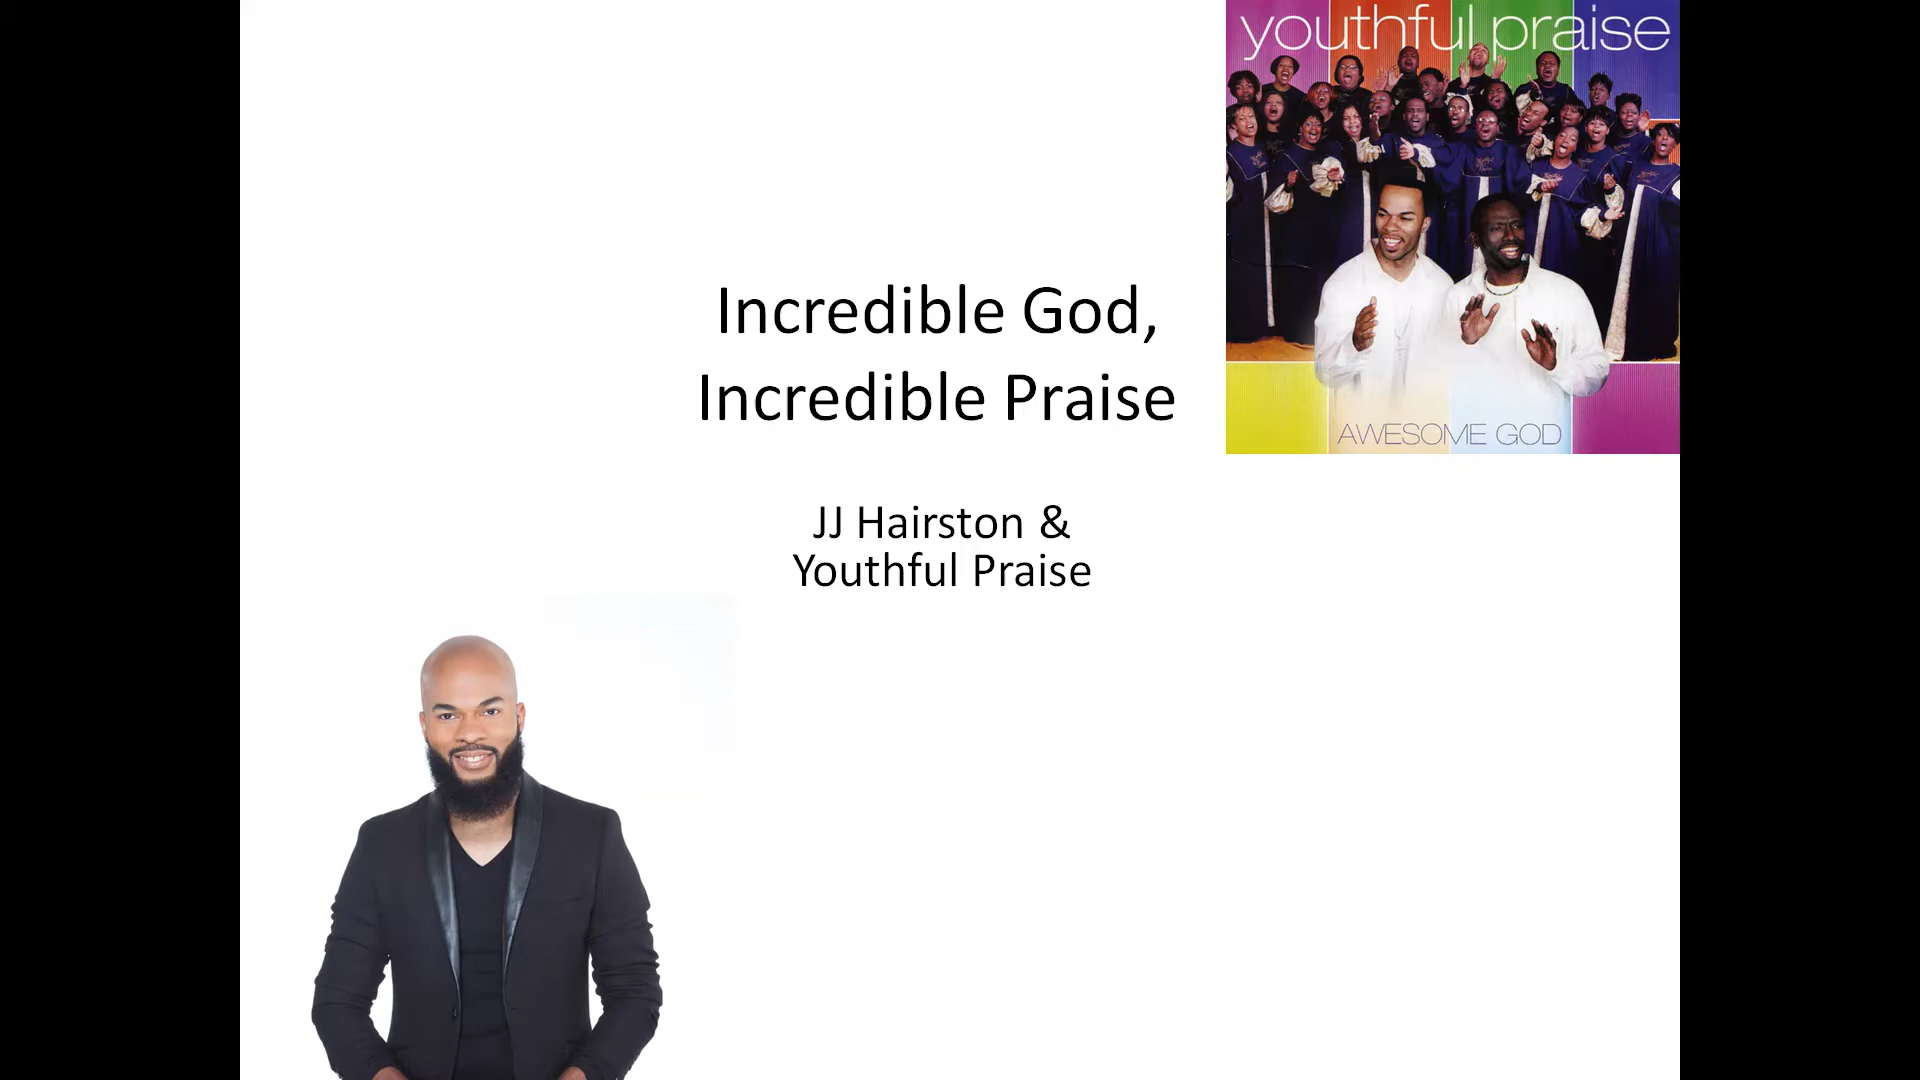 youthful praise
Incredible God,
Incredible Praise
AWESOME GOD
JJ Hairston &
Youthful Praise